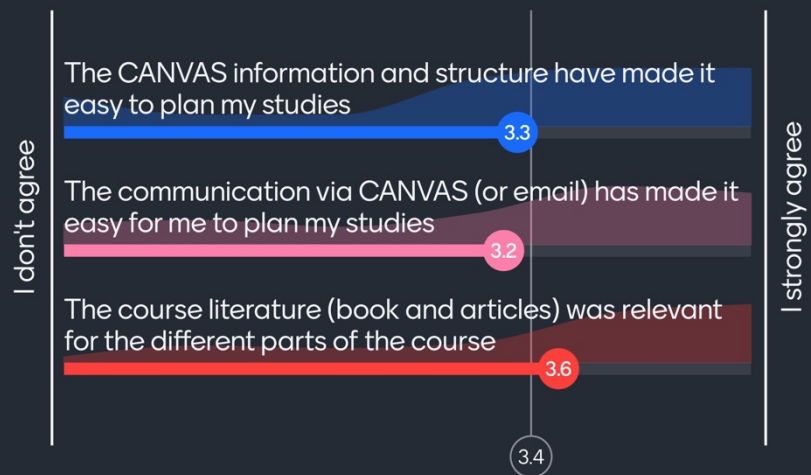 I don't agree
The CANVAS information and structure have made it
easy to plan my studies
3.3
The communication via CANVAS (or email) has made it
easy for me to plan my studies
3.2
The course literature (book and articles) was relevant
for the different parts of the course
3.6
3.4
I strongly agree